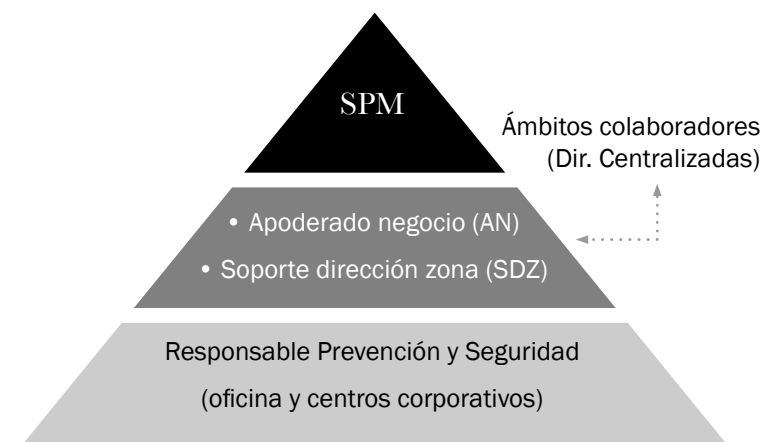 SPM
Ámbitos colaboradores
(Dir. Centralizadas)
• Apoderado negocio (AN)
• Soporte dirección zona (SDZ)
Responsable Prevención y Seguridad
(oficina y centros corporativos)